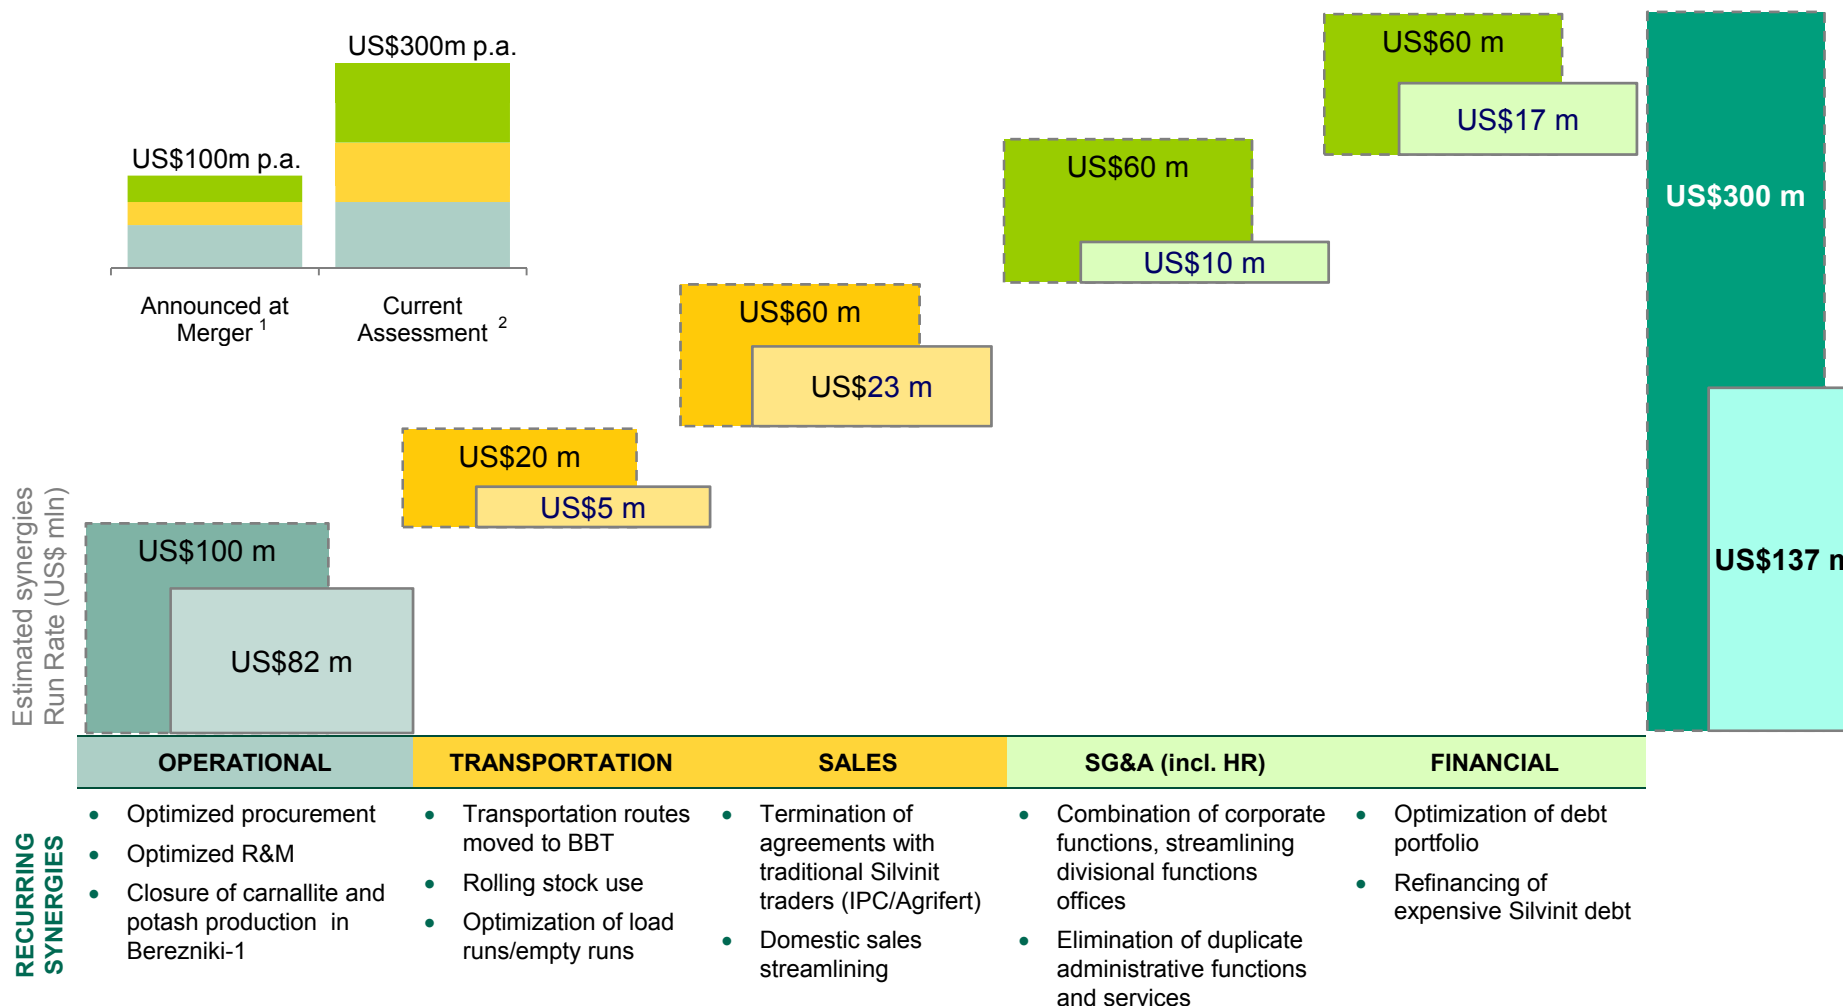 US$300m p.a.
US$100m p.a.
Announced at
Merger 1
Current
Assessment 2
Estimated synergies
Run Rate (US$ mln)
US$100 m
US$82 m
US$20 m
US$5 m
US$60 m
US$23 m
US$60 m
US$10 m
US$60 m
US$17 m
US$300 m
US$137 m
OPERATIONAL
TRANSPORTATION
SALES
SG&A (incl. HR)
FINANCIAL
RECURRING
SYNERGIES
• Optimized procurement
• Optimized R&M
• Closure of carnallite and
potash production in
Berezniki-1
• Transportation routes
moved to BBT
• Rolling stock use
• Optimization of load
runs/empty runs
• Termination of
agreements with
traditional Silvinit
traders (IPC/Agrifert)
• Domestic sales
streamlining
• Combination of corporate
functions, streamlining
divisional functions
offices
• Elimination of duplicate
administrative functions
and services
• Optimization of debt
portfolio
• Refinancing of
expensive Silvinit debt